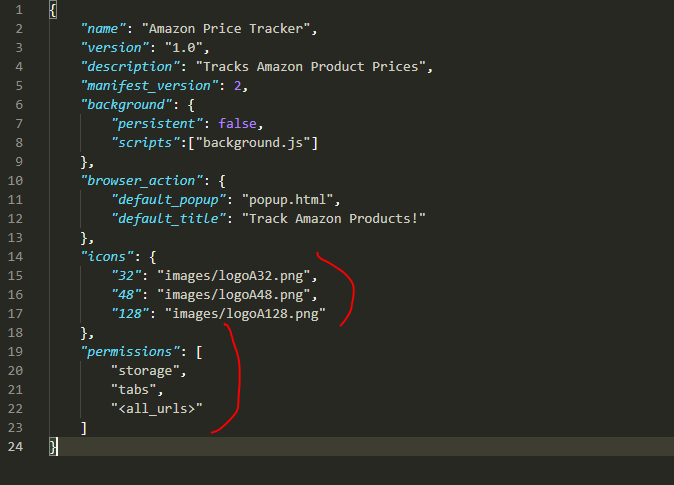 1 {
2 "name": "Amazon Price Tracker",
3 "version": "1.0",
4 "description": "Tracks Amazon Product Prices",
5 "manifest_version": 2,
6 "background": {
7 "persistent": false,
8 "scripts":["background.js"]
9 },
10 "browser_action": {
11 "default_popup": "popup.html",
12 "default_title": "Track Amazon Products!"
13 },
14 "icons": {
15 "32": "images/logoA32.png",
16 "48": "images/logoA48.png",
17 "128": "images/logoA128.png"
18 },
19 "permissions": [
20 "storage",
21 "tabs",
22 "<all_urls>"
23 ]
24 }